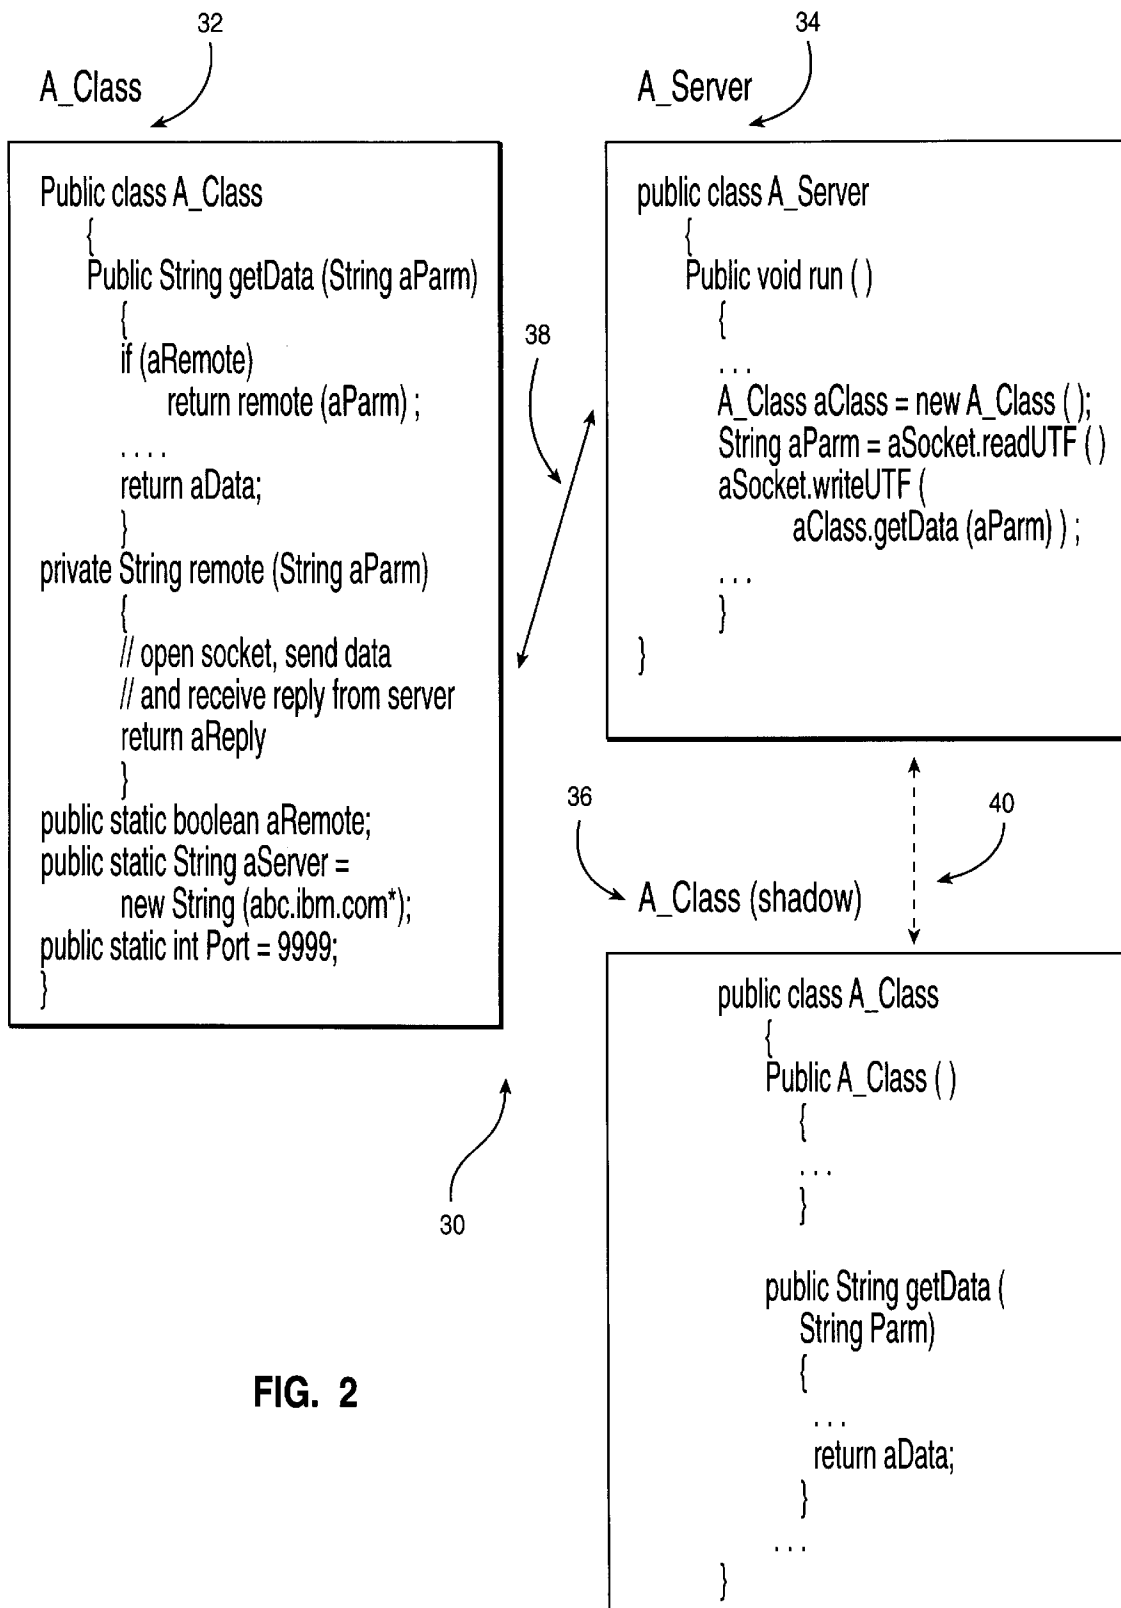 32
A_Class
Public class A_Class
{
Public String getData (String aParm)
{
if (aRemote)
return remote (aParm) ;
. . . .
return aData;
}
private String remote (String aParm)
{
// open socket, send data
// and receive reply from server
return aReply
}
public static boolean aRemote;
public static String aServer =
new String (abc.ibm.com*);
public static int Port = 9999;
}
34
A_Server
public class A_Server
{
Public void run ( )
{
. . .
A_Class aClass = new A_Class ( );
String aParm = aSocket.readUTF ( )
aSocket.writeUTF (
aClass.getData (aParm) ) ;
. . .
}
}
38
36
40
A_Class (shadow)
public class A_Class
{
Public A_Class ( )
{
. . .
}
public String getData (
String Parm)
{
. . .
return aData;
}
. . .
}
30
FIG. 2